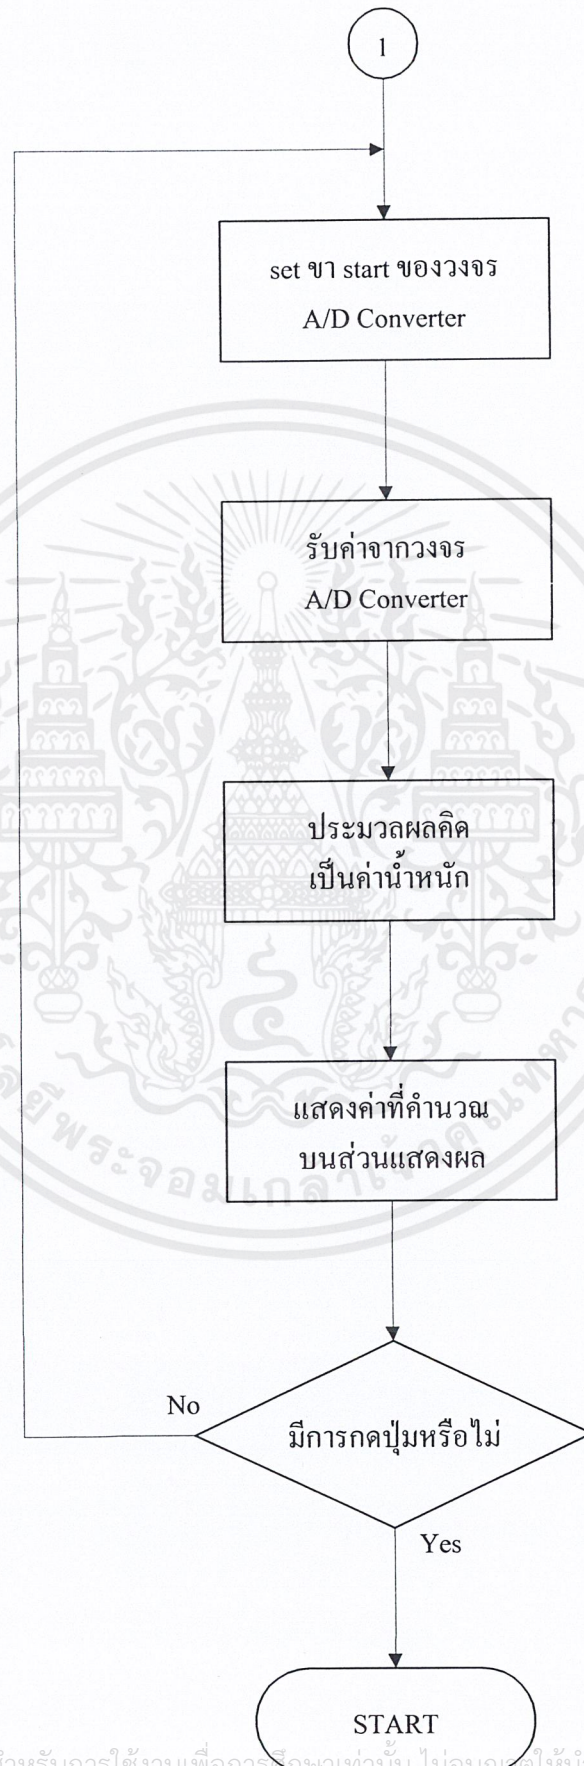 1
set ขา start ของวงจร
A/D Converter
รับค่าจากวงจร
A/D Converter
ประมวลผลคิด
เป็นค่าน้ำหนัก
แสดงค่าที่คำนวณ
บนส่วนแสดงผล
No
มีการกดปุ่มหรือไม่
Yes
START